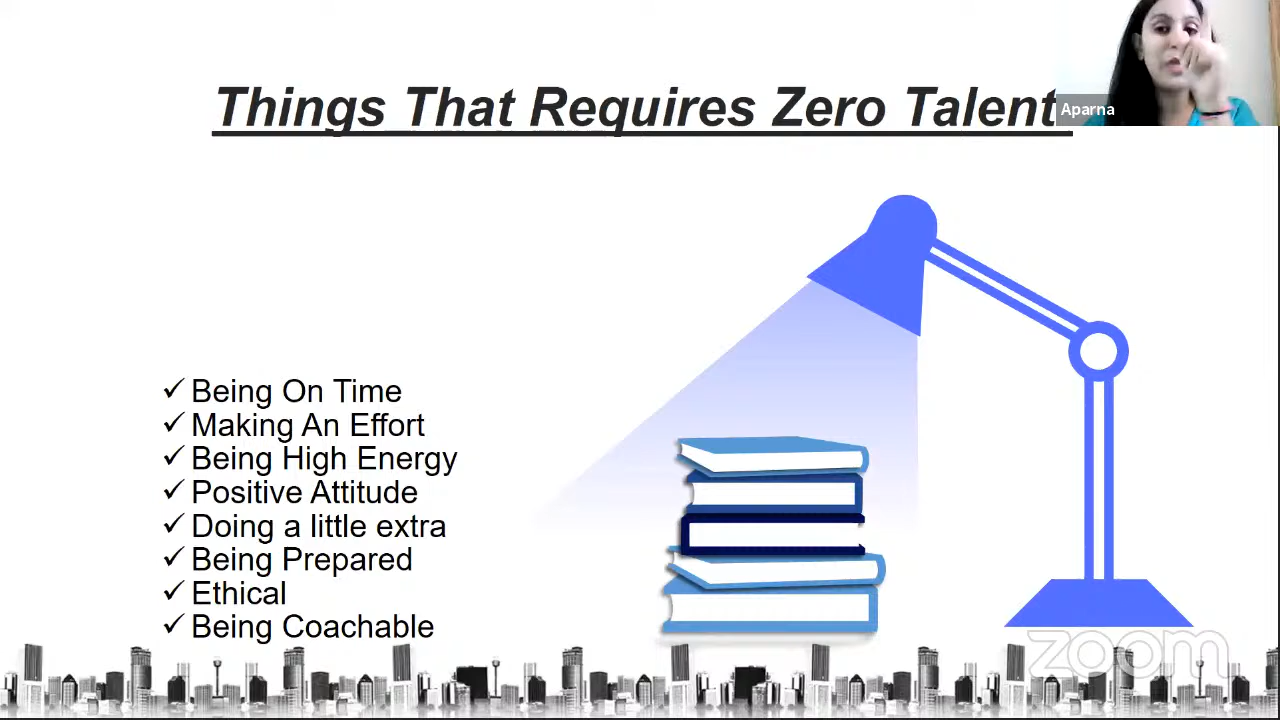 Things That Requires Zero Talent
Aparna
✓ Being On Time
✓ Making An Effort
✓ Being High Energy
✓ Positive Attitude
✓ Doing a little extra
✓ Being Prepared
✓ Ethical
✓ Being Coachable
zoom